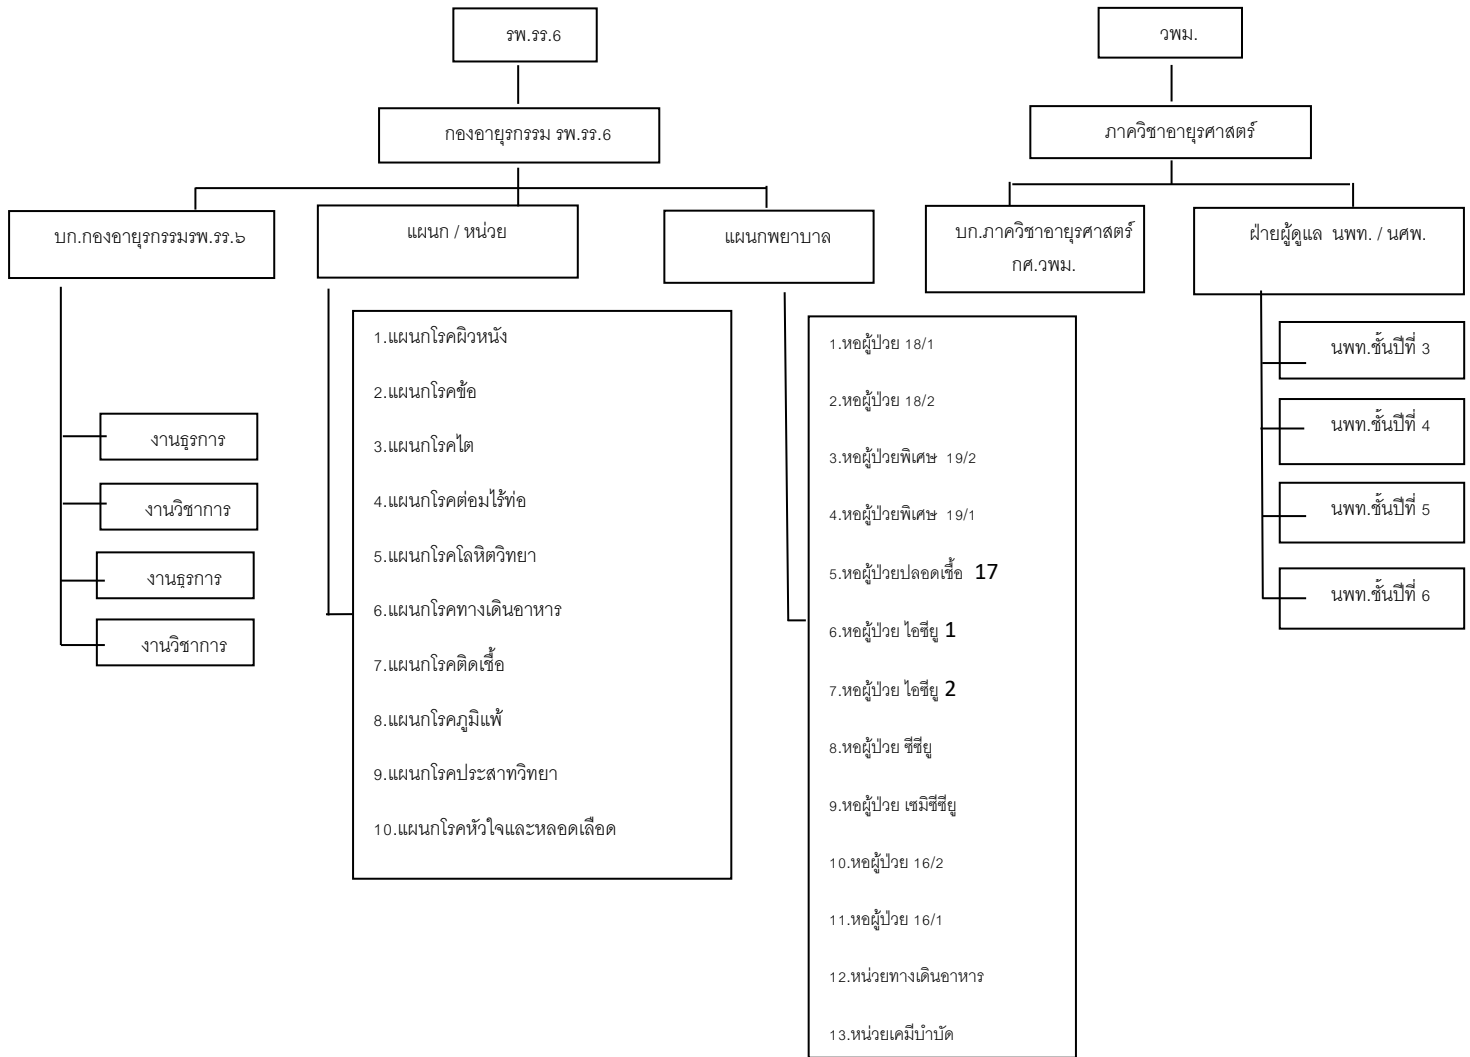 รพ.รร.6
วพม.
กองอายุรกรรม รพ.รร.6
ภาควิชาอายุรศาสตร์
บก.กองอายุรกรรมรพ.รร.๖
แผนก / หน่วย
แผนกพยาบาล
บก.ภาควิชาอายุรศาสตร์
กศ.วพม.
ฝ่ายผู้ดูแล นพท. / นศพ.
งานธุรการ
งานวิชาการ
งานธุรการ
งานวิชาการ
1.แผนกโรคผิวหนัง
2.แผนกโรคข้อ
3.แผนกโรคไต
4.แผนกโรคต่อมไร้ท่อ
5.แผนกโรคโลหิตวิทยา
6.แผนกโรคทางเดินอาหาร
7.แผนกโรคติดเชื้อ
8.แผนกโรคภูมิแพ้
9.แผนกโรคประสาทวิทยา
10.แผนกโรคหัวใจและหลอดเลือด
1.หอผู้ป่วย 18/1
2.หอผู้ป่วย 18/2
3.หอผู้ป่วยพิเศษ 19/2
4.หอผู้ป่วยพิเศษ 19/1
5.หอผู้ป่วยปลอดเชื้อ 17
6.หอผู้ป่วย ไอซียู 1
7.หอผู้ป่วย ไอซียู 2
8.หอผู้ป่วย ซีซียู
9.หอผู้ป่วย เซมิซีซียู
10.หอผู้ป่วย 16/2
11.หอผู้ป่วย 16/1
12.หน่วยทางเดินอาหาร
13.หน่วยเคมีบำบัด
นพท.ชั้นปีที่ 3
นพท.ชั้นปีที่ 4
นพท.ชั้นปีที่ 5
นพท.ชั้นปีที่ 6